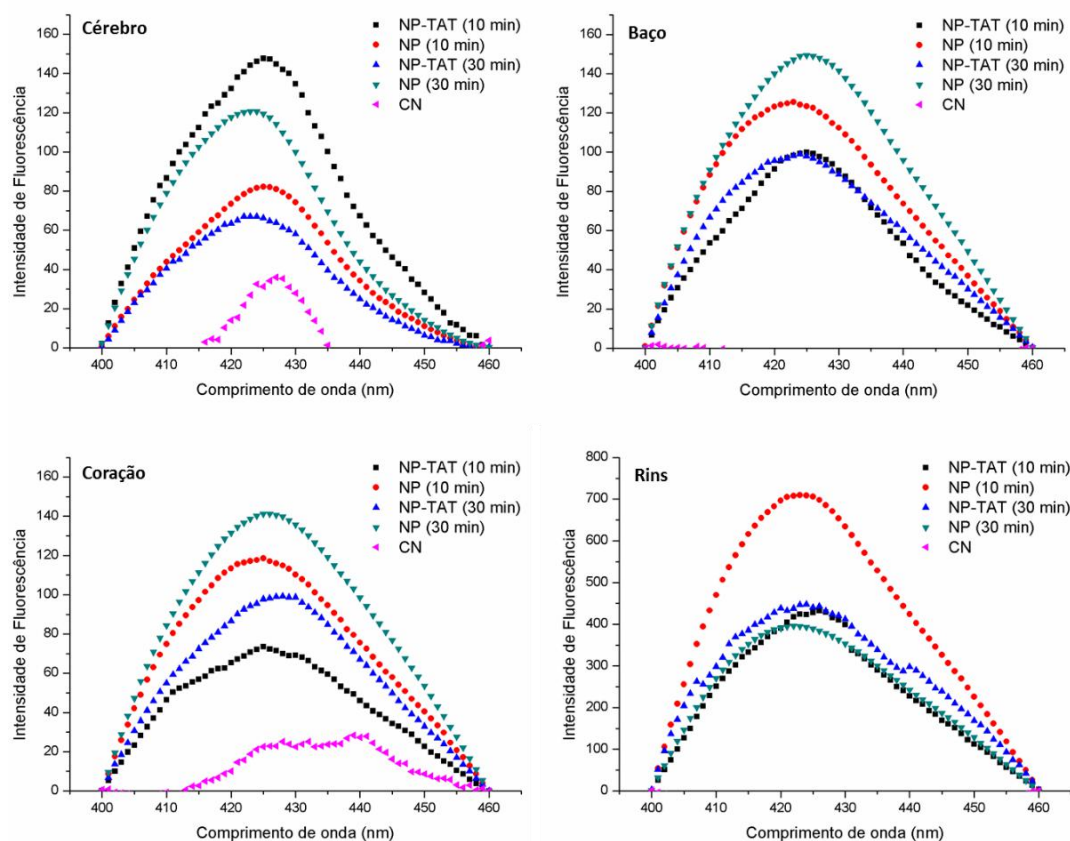 Cérebro
NP-TAT (10 min)
NP (10 min)
NP-TAT (30 min)
NP (30 min)
CN
Intensidade de Fluorescência
160
140
120
100
80
60
40
20
0
400 410 420 430 440 450 460
Comprimento de onda (nm)
Baço
NP-TAT (10 min)
NP (10 min)
NP-TAT (30 min)
NP (30 min)
CN
Intensidade de Fluorescência
160
140
120
100
80
60
40
20
0
400 410 420 430 440 450 460
Comprimento de onda (nm)
Coração
NP-TAT (10 min)
NP (10 min)
NP-TAT (30 min)
NP (30 min)
CN
Intensidade de Fluorescência
160
140
120
100
80
60
40
20
0
400 410 420 430 440 450 460
Comprimento de onda (nm)
Rins
NP-TAT (10 min)
NP (10 min)
NP-TAT (30 min)
NP (30 min)
CN
Intensidade de Fluorescência
800
700
600
500
400
300
200
100
0
400 410 420 430 440 450 460
Comprimento de onda (nm)